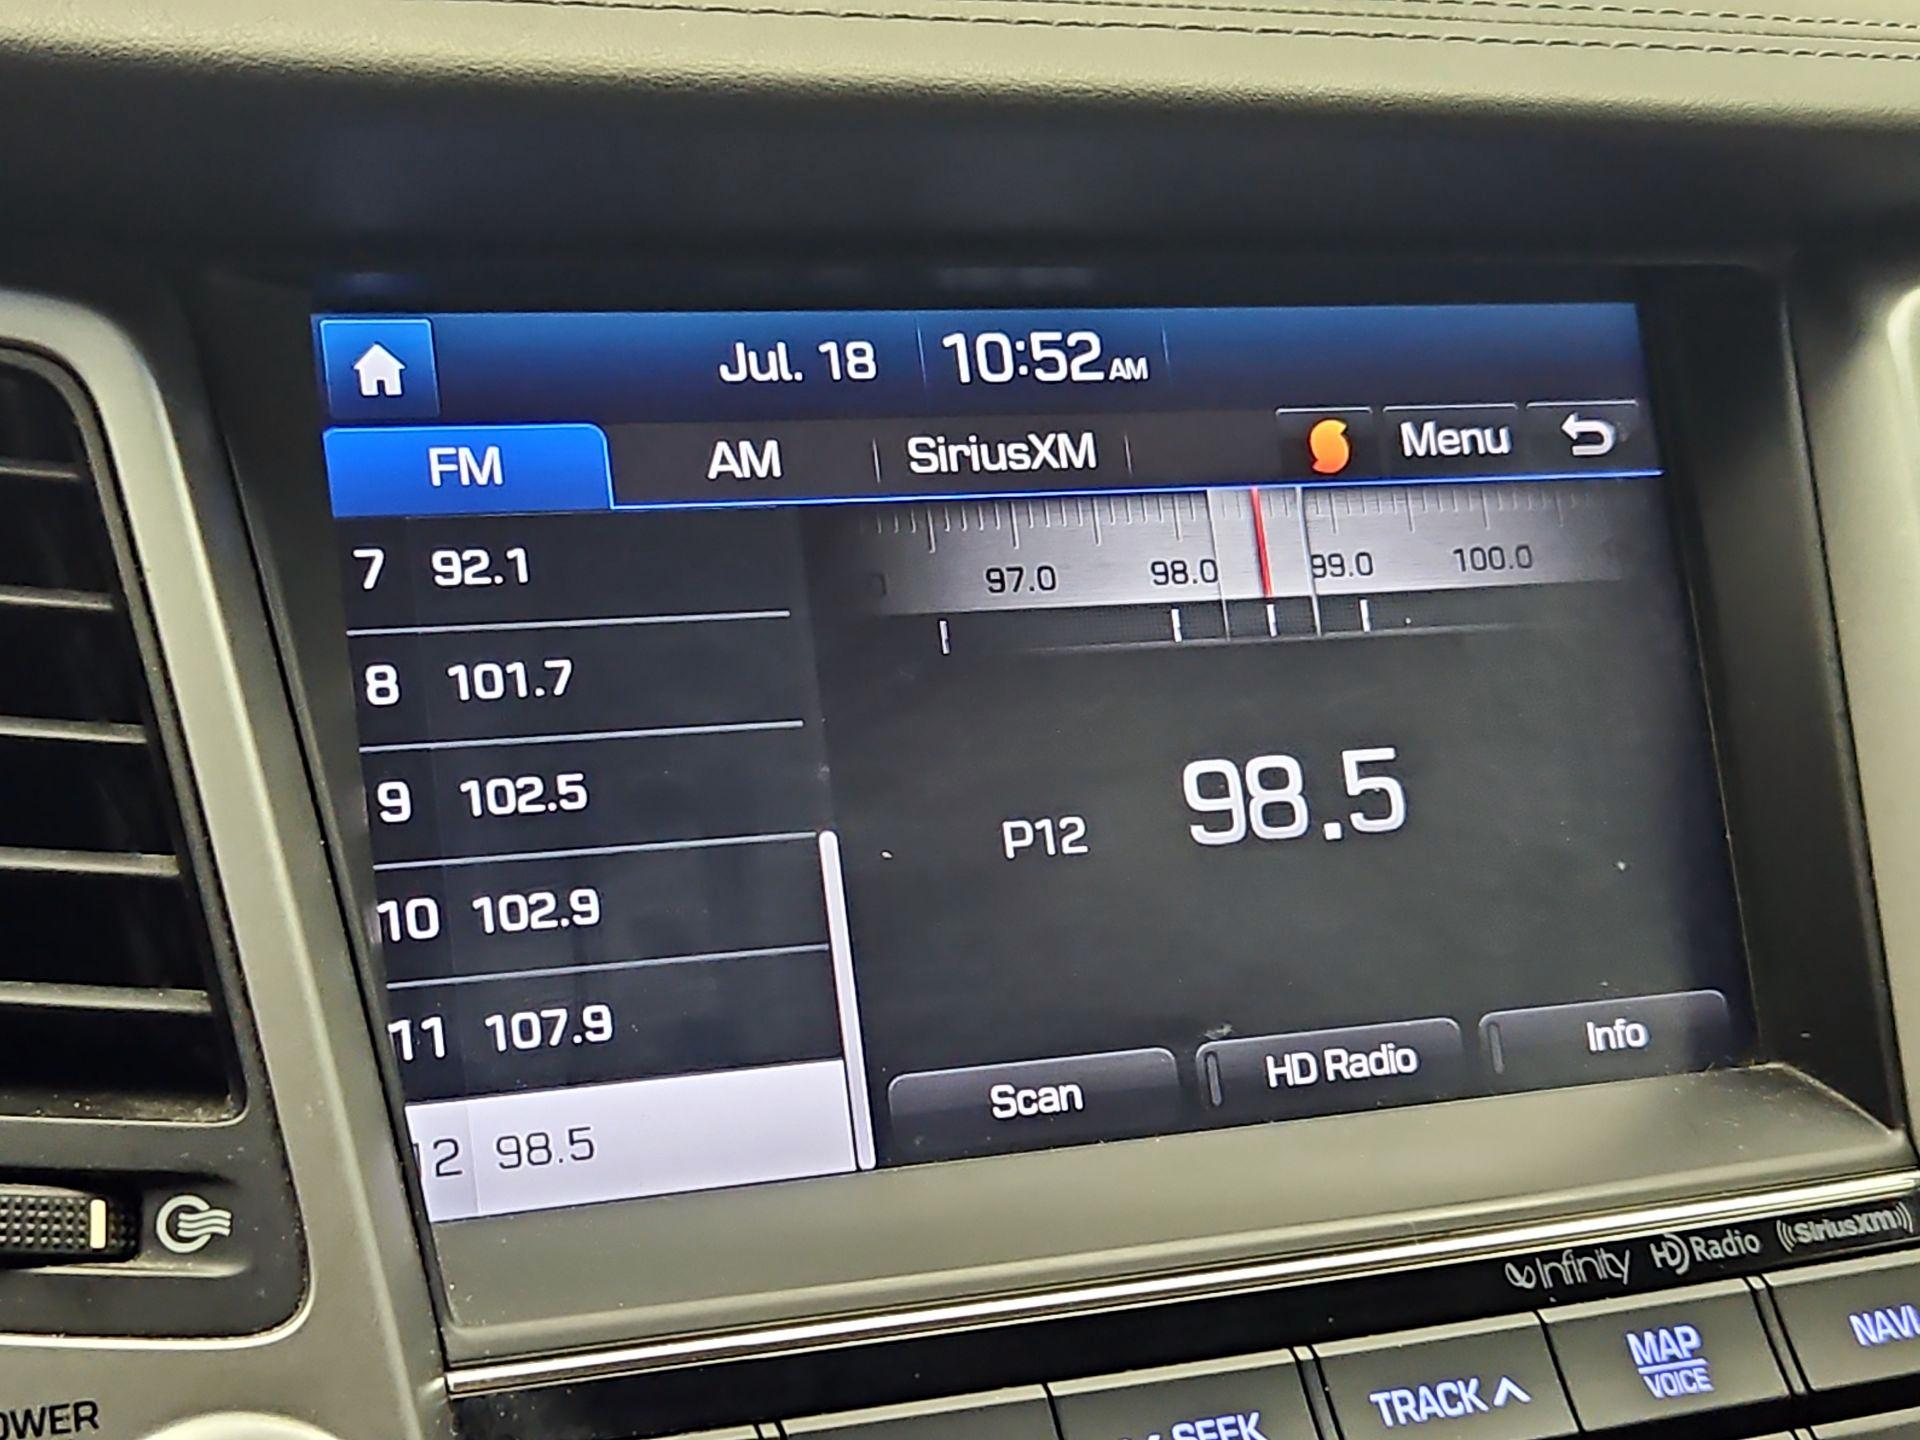 Jul. 18 10:52 AM
FM AM SiriusXM Menu
7 92.1
8 101.7
9 102.5
10 102.9
11 107.9
12 98.5
97.0 98.0 99.0 100.0
P12 98.5
Scan HD Radio Info
Infinity HD Radio ((SiriusXM))
SEEK TRACK MAP VOICE NAVI
OWER